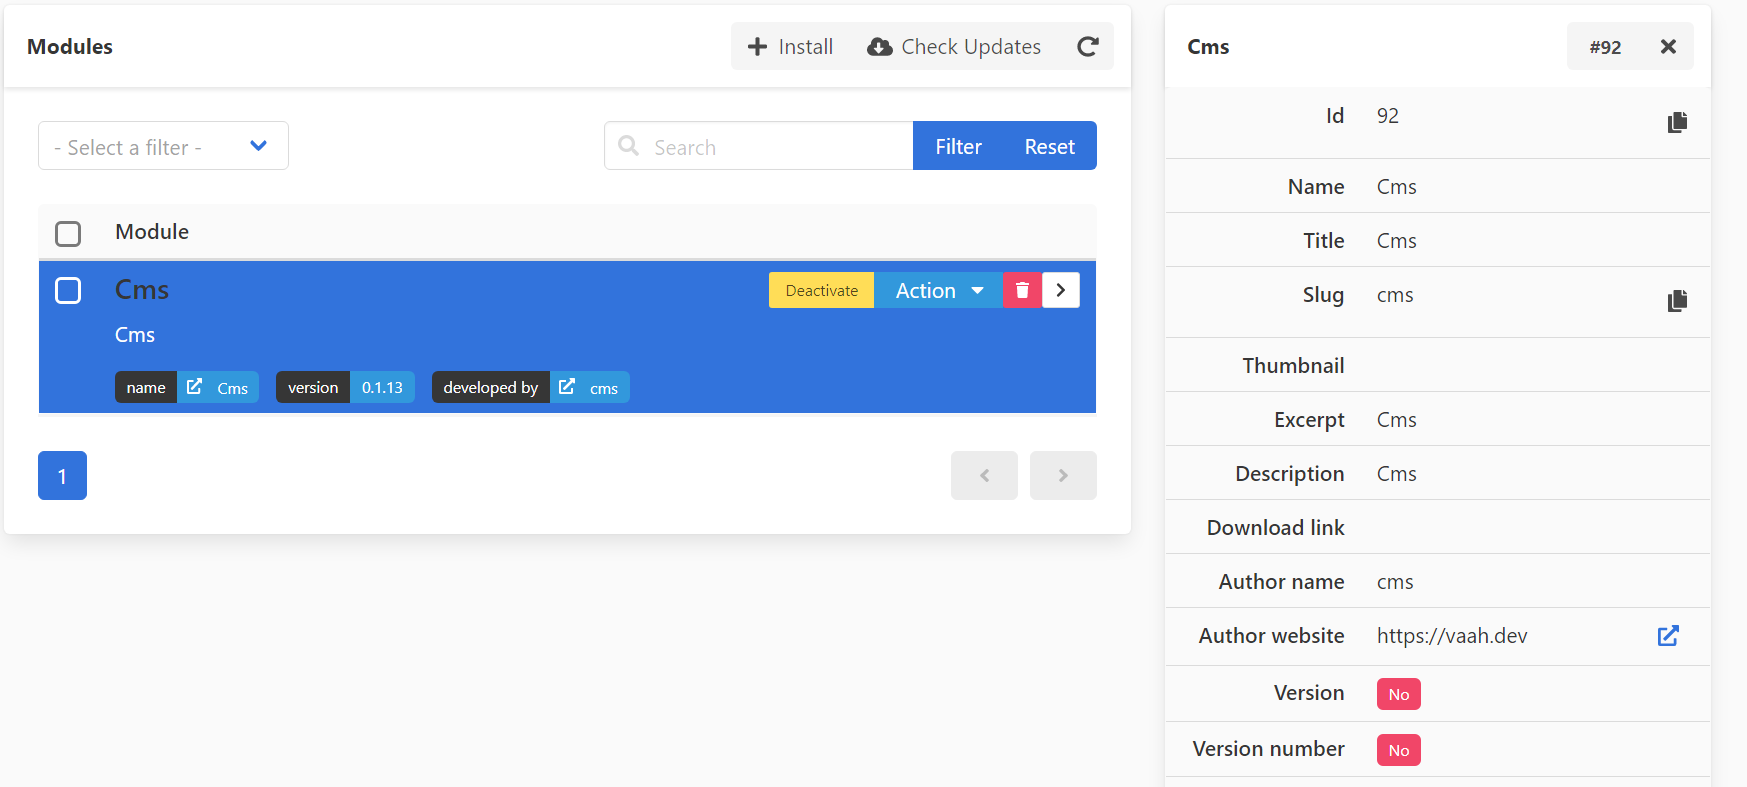 Modules
Install
Check Updates
- Select a filter -
Search
Filter
Reset
Module
Cms
Deactivate
Action
Cms
name Cms
version 0.1.13
developed by cms
1
Cms
#92
Id 92
Name Cms
Title Cms
Slug cms
Thumbnail
Excerpt Cms
Description Cms
Download link
Author name cms
Author website https://vaah.dev
Version No
Version number No